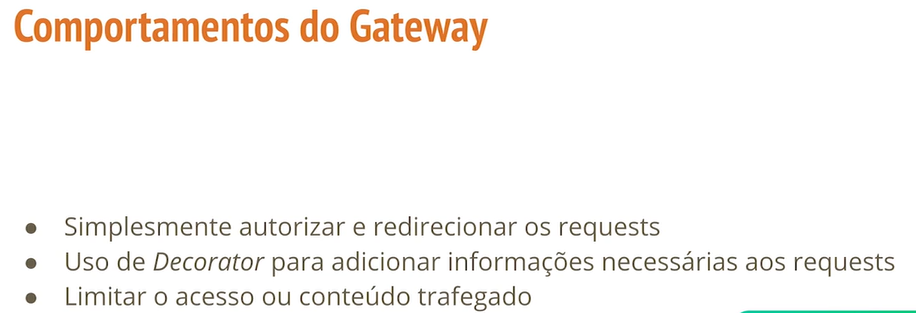 Comportamentos do Gateway
● Simplesmente autorizar e redirecionar os requests
● Uso de Decorator para adicionar informações necessárias aos requests
● Limitar o acesso ou conteúdo trafegado